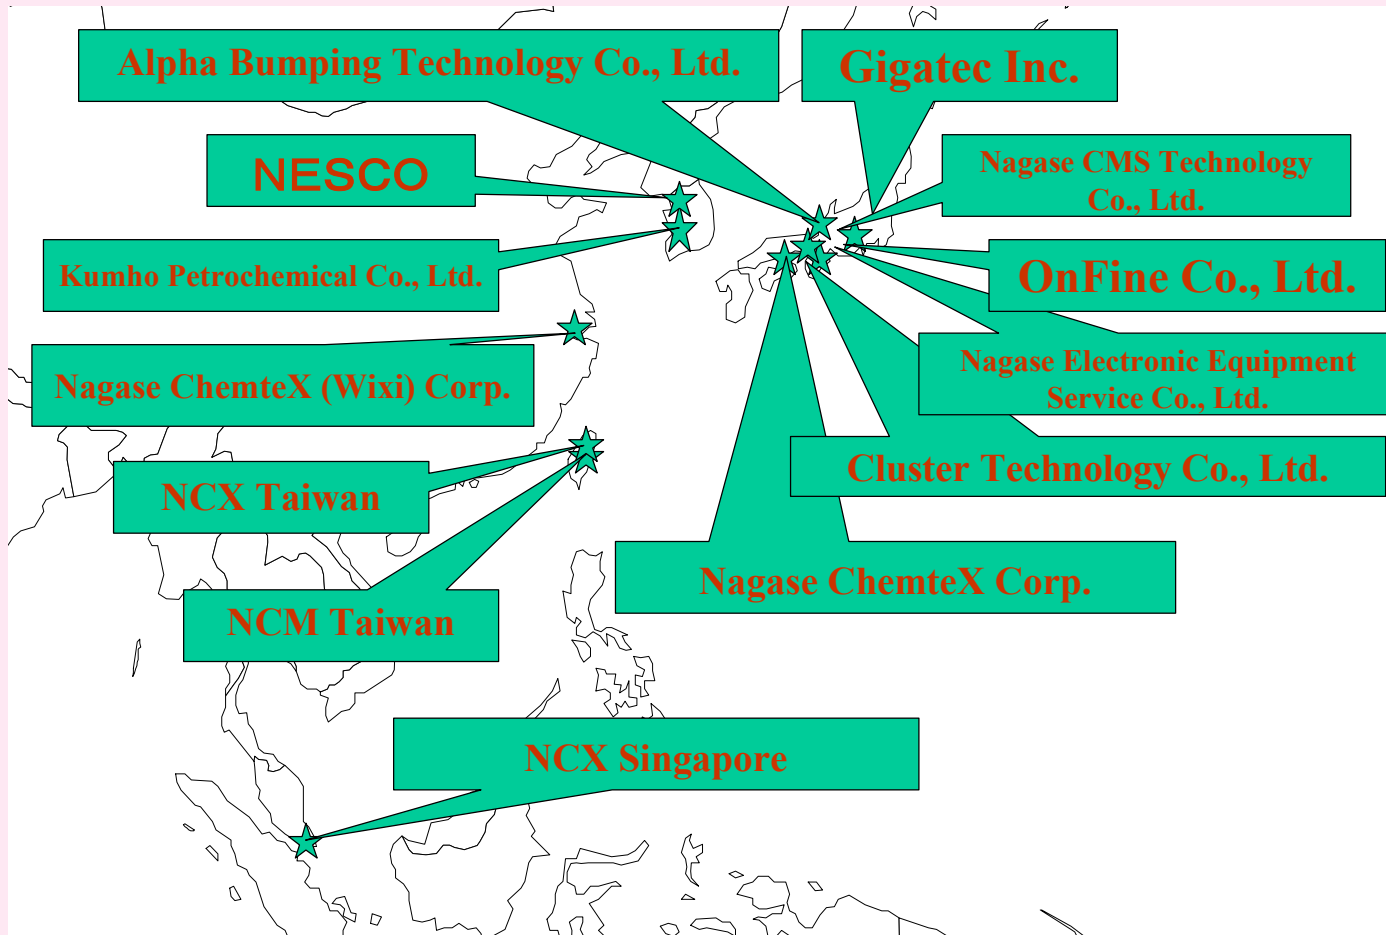 Alpha Bumping Technology Co., Ltd.
Gigatec Inc.
NESCO
Nagase CMS Technology
Co., Ltd.
Kumho Petrochemical Co., Ltd.
OnFine Co., Ltd.
Nagase ChemteX (Wixi) Corp.
Nagase Electronic Equipment
Service Co., Ltd.
NCX Taiwan
Cluster Technology Co., Ltd.
Nagase ChemteX Corp.
NCM Taiwan
NCX Singapore